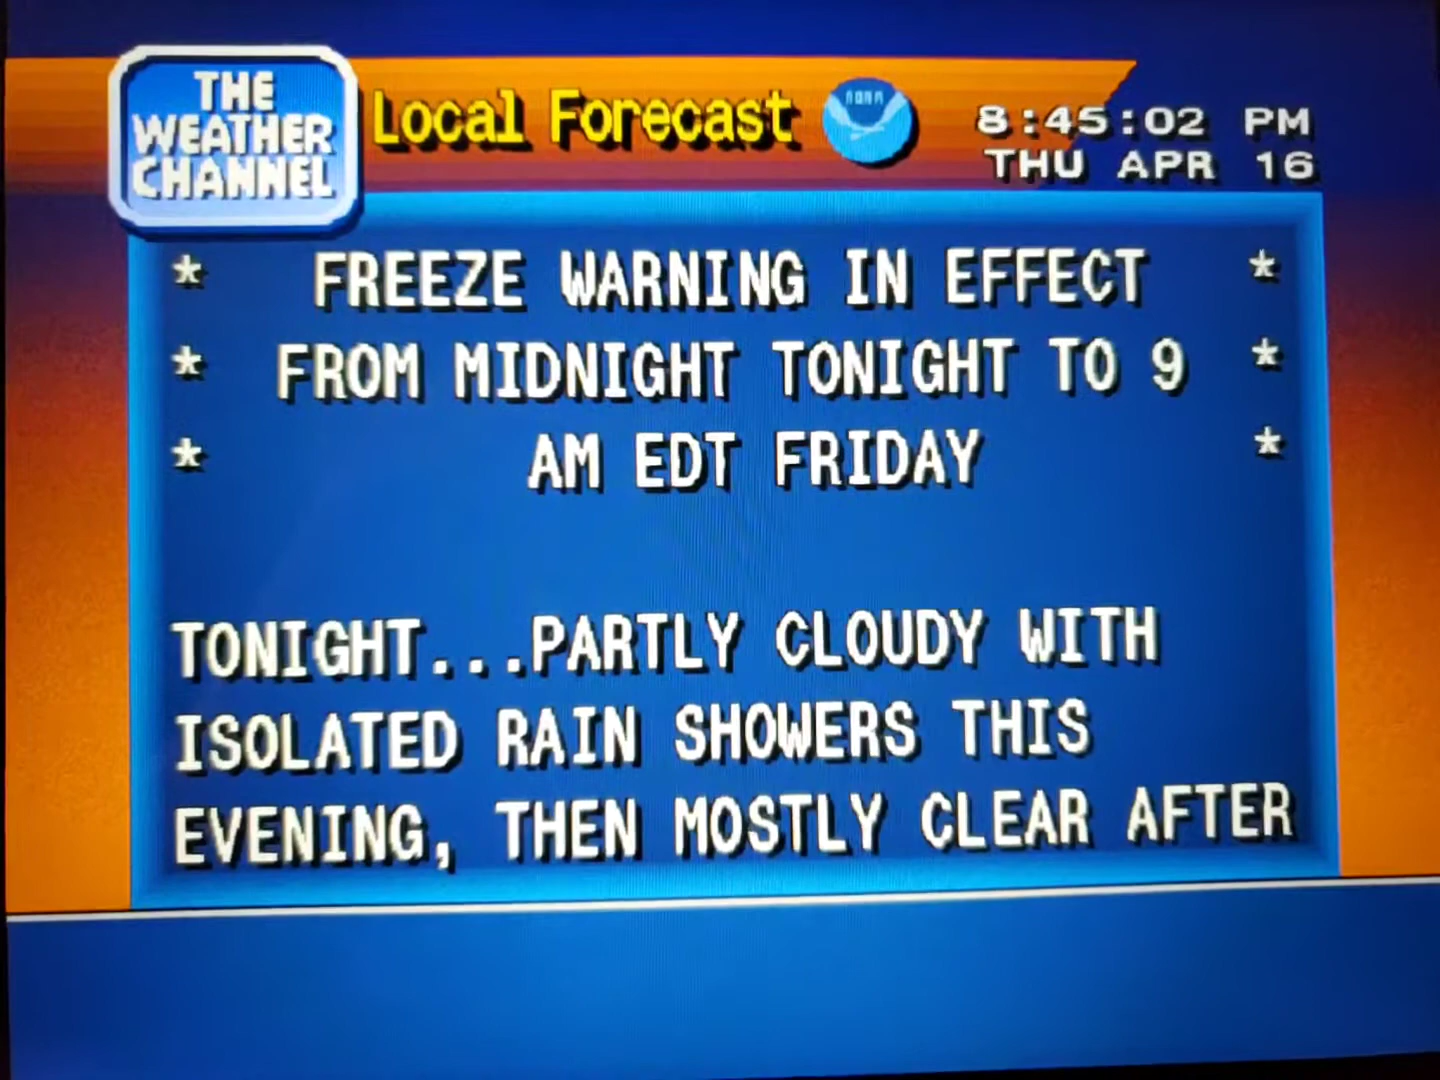 THE
WEATHER
CHANNEL
Local Forecast
NOAA
8:45:02 PM
THU APR 16
* FREEZE WARNING IN EFFECT *
* FROM MIDNIGHT TONIGHT TO 9 *
* AM EDT FRIDAY *
TONIGHT...PARTLY CLOUDY WITH
ISOLATED RAIN SHOWERS THIS
EVENING, THEN MOSTLY CLEAR AFTER